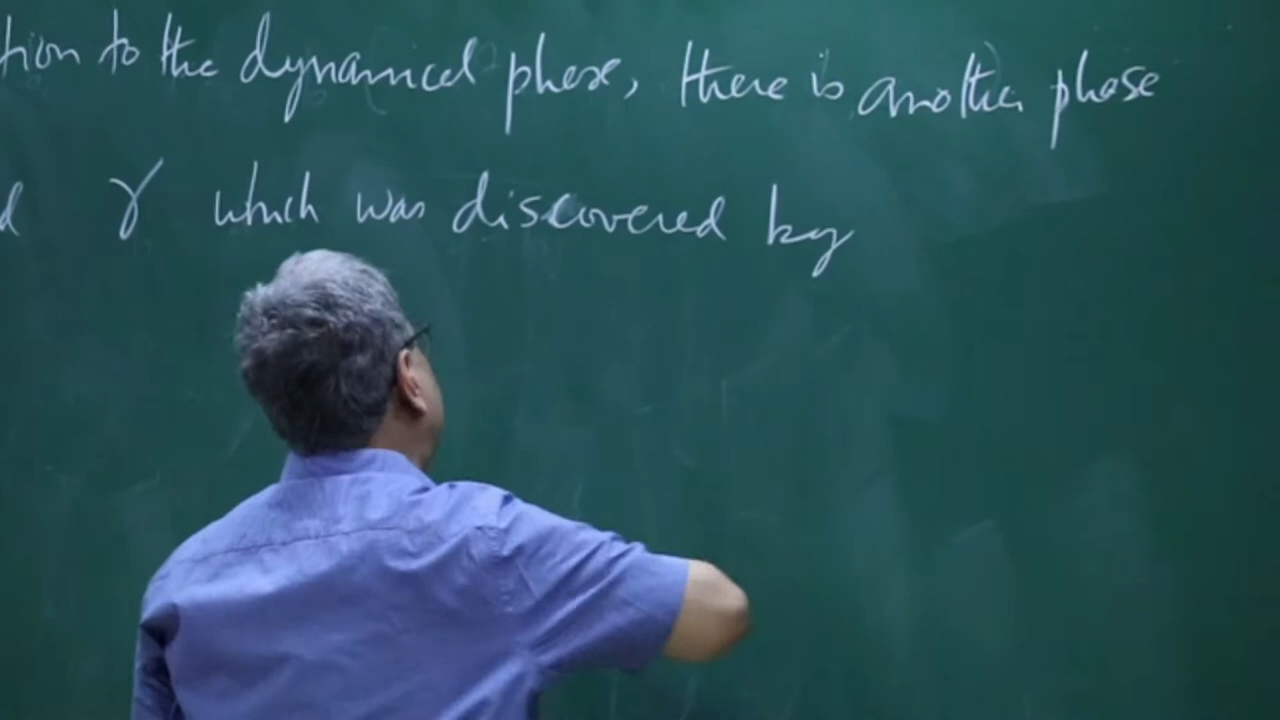 tion to the dynamical phase, there is another phase
d γ which was discovered by